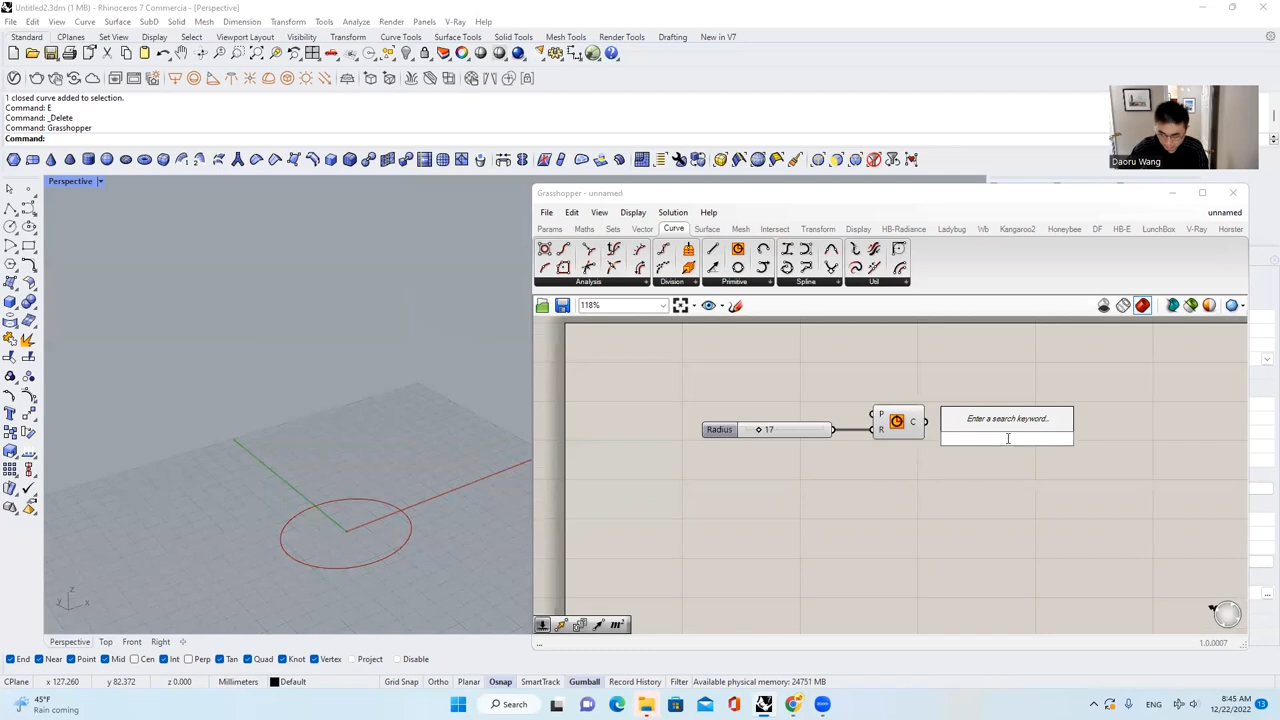 Untitled2.3dm (1 MB) - Rhinoceros 7 Commercia - [Perspective]
File Edit View Curve Surface SubD Solid Mesh Dimension Transform Tools Analyze Render Panels V-Ray Help
Standard CPlanes Set View Display Select Viewport Layout Visibility Transform Curve Tools Surface Tools Solid Tools Mesh Tools Render Tools Drafting New in V7
1 closed curve added to selection.
Command: E
Command: _Delete
Command: Grasshopper
Command:
Daoru Wang
Perspective
Grasshopper - unnamed
File Edit View Display Solution Help unnamed
Params Maths Sets Vector Curve Surface Mesh Intersect Transform Display HB-Radiance Ladybug Wb Kangaroo2 Honeybee DF HB-E LunchBox V-Ray Horster
Analysis Division Primitive Spline Util
118%
P
R
C
Radius 17
Enter a search keyword..
z
y
x
m²
... 1.0.0007
Perspective Top Front Right
End Near Point Mid Cen Int Perp Tan Quad Knot Vertex Project Disable
CPlane x 127.260 y 82.372 z 0.000 Millimeters Default Grid Snap Ortho Planar Osnap SmartTrack Gumball Record History Filter Available physical memory: 24751 MB
45°F
Rain coming
Search
ENG
8:45 AM
12/22/2022
13